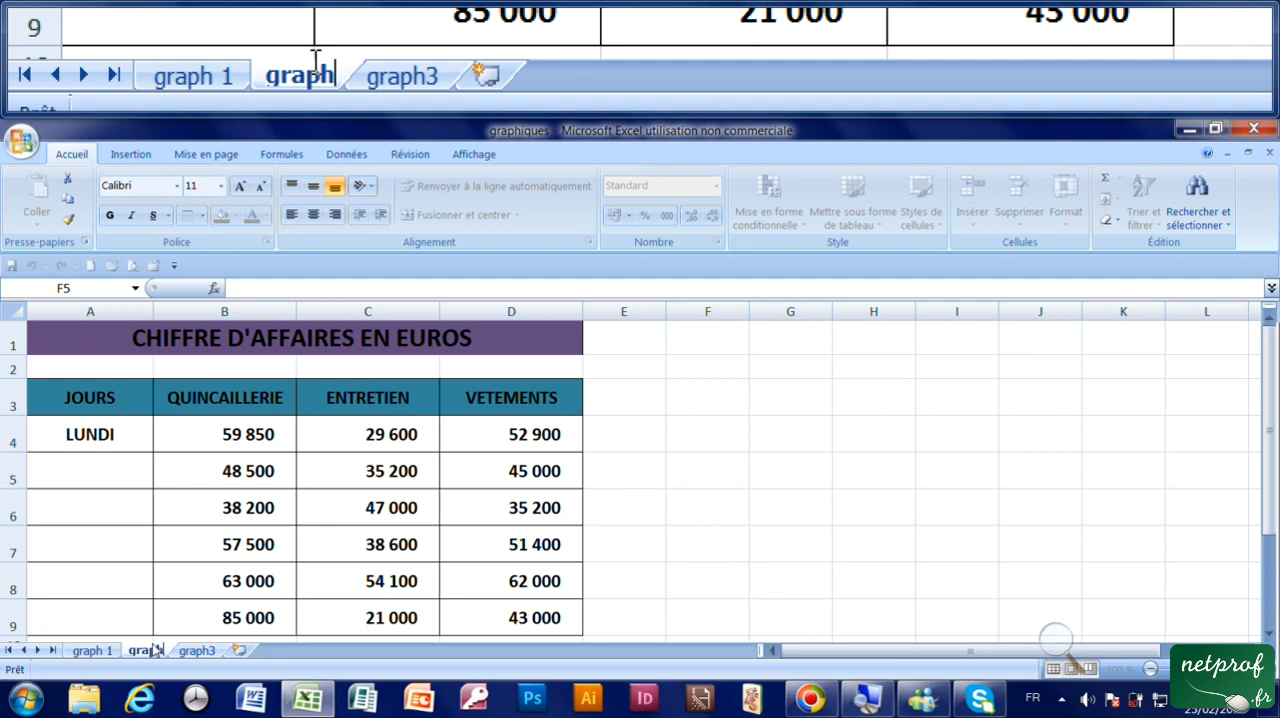 9 85 000 21 000 43 000
graph 1 graph graph3
graphiques - Microsoft Excel utilisation non commerciale
Accueil Insertion Mise en page Formules Données Révision Affichage
Coller
Calibri 11
G I S
Renvoyer à la ligne automatiquement
Fusionner et centrer
Standard
% 000
Mise en forme conditionnelle
Mettre sous forme de tableau
Styles de cellules
Insérer Supprimer Format
Trier et filtrer
Rechercher et sélectionner
Presse-papiers Police Alignement Nombre Style Cellules Édition
F5 fx
A B C D E F G H I J K L
1 CHIFFRE D'AFFAIRES EN EUROS
2
3 JOURS QUINCAILLERIE ENTRETIEN VETEMENTS
4 LUNDI 59 850 29 600 52 900
5 48 500 35 200 45 000
6 38 200 47 000 35 200
7 57 500 38 600 51 400
8 63 000 54 100 62 000
9 85 000 21 000 43 000
graph 1 graph graph3
Prêt
Ps Ai ID
FR
netprof
.fr